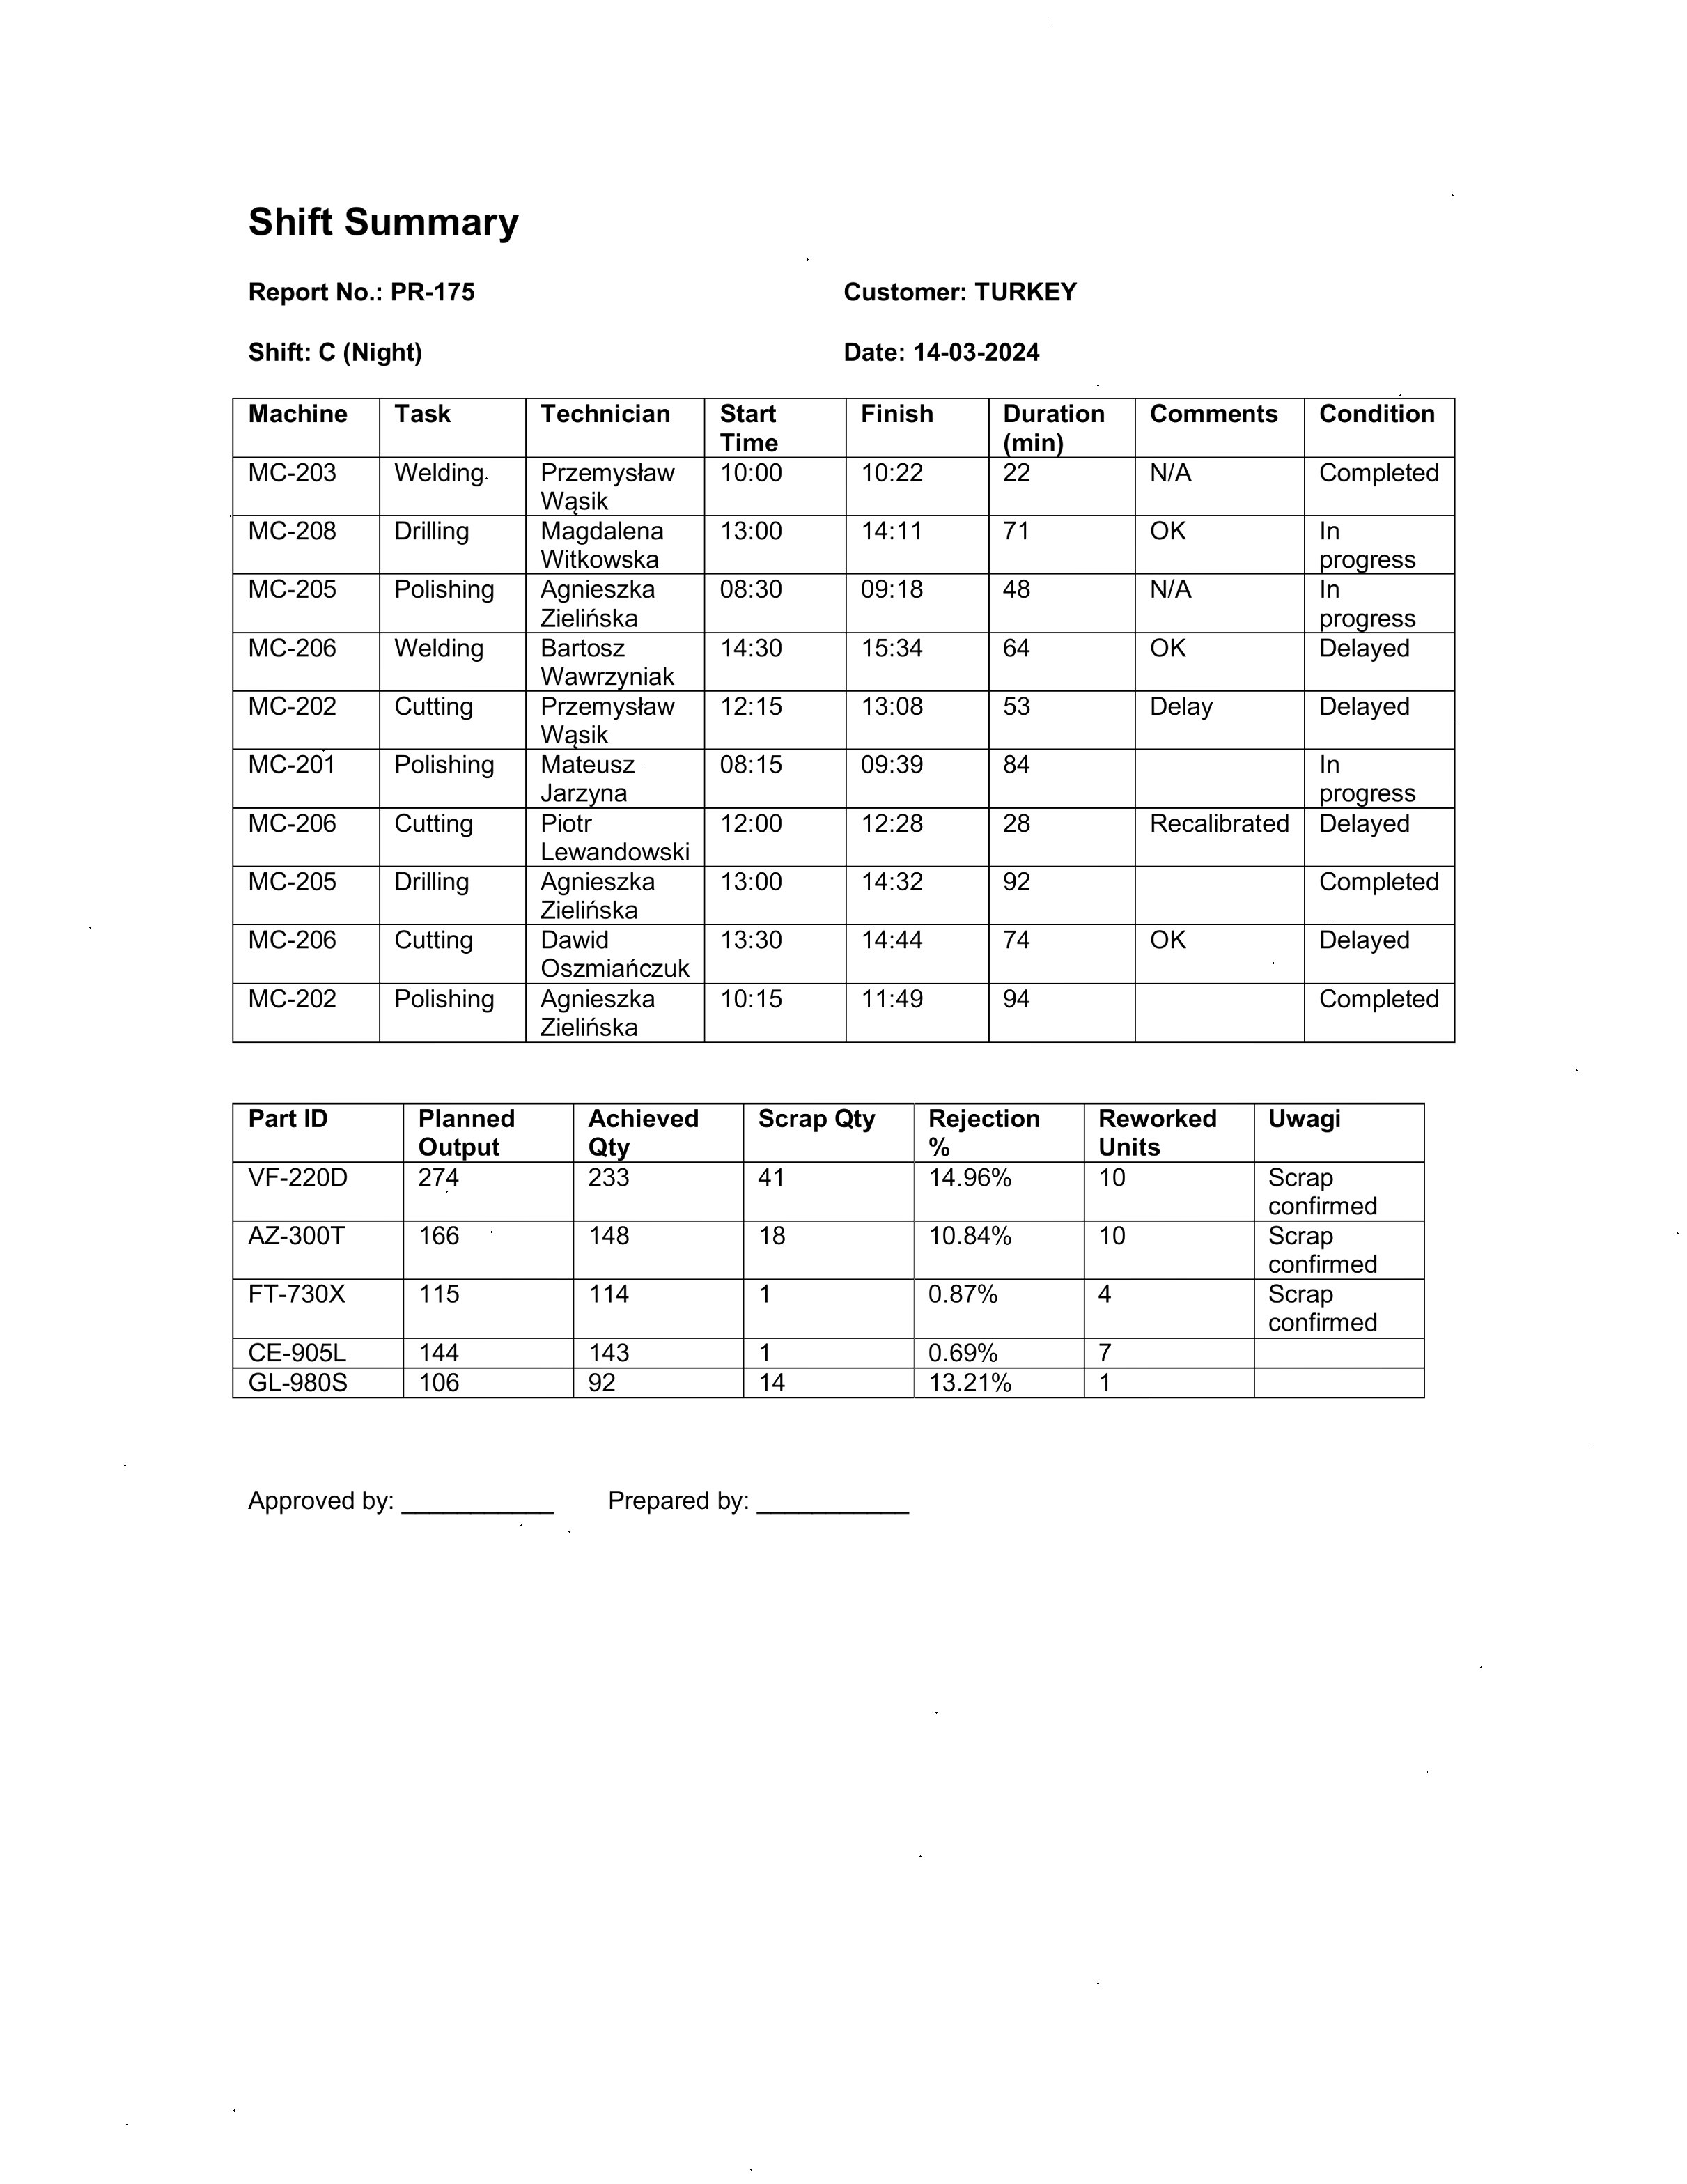 Shift Summary
Report No.: PR-175 Customer: TURKEY
Shift: C (Night) Date: 14-03-2024
Machine Task Technician Start Time Finish Duration (min) Comments Condition
MC-203 Welding Przemysław Wąsik 10:00 10:22 22 N/A Completed
MC-208 Drilling Magdalena Witkowska 13:00 14:11 71 OK In progress
MC-205 Polishing Agnieszka Zielińska 08:30 09:18 48 N/A In progress
MC-206 Welding Bartosz Wawrzyniak 14:30 15:34 64 OK Delayed
MC-202 Cutting Przemysław Wąsik 12:15 13:08 53 Delay Delayed
MC-201 Polishing Mateusz Jarzyna 08:15 09:39 84 In progress
MC-206 Cutting Piotr Lewandowski 12:00 12:28 28 Recalibrated Delayed
MC-205 Drilling Agnieszka Zielińska 13:00 14:32 92 Completed
MC-206 Cutting Dawid Oszmiańczuk 13:30 14:44 74 OK Delayed
MC-202 Polishing Agnieszka Zielińska 10:15 11:49 94 Completed
Part ID Planned Output Achieved Qty Scrap Qty Rejection % Reworked Units Uwagi
VF-220D 274 233 41 14.96% 10 Scrap confirmed
AZ-300T 166 148 18 10.84% 10 Scrap confirmed
FT-730X 115 114 1 0.87% 4 Scrap confirmed
CE-905L 144 143 1 0.69% 7
GL-980S 106 92 14 13.21% 1
Approved by: ___________ Prepared by: ___________